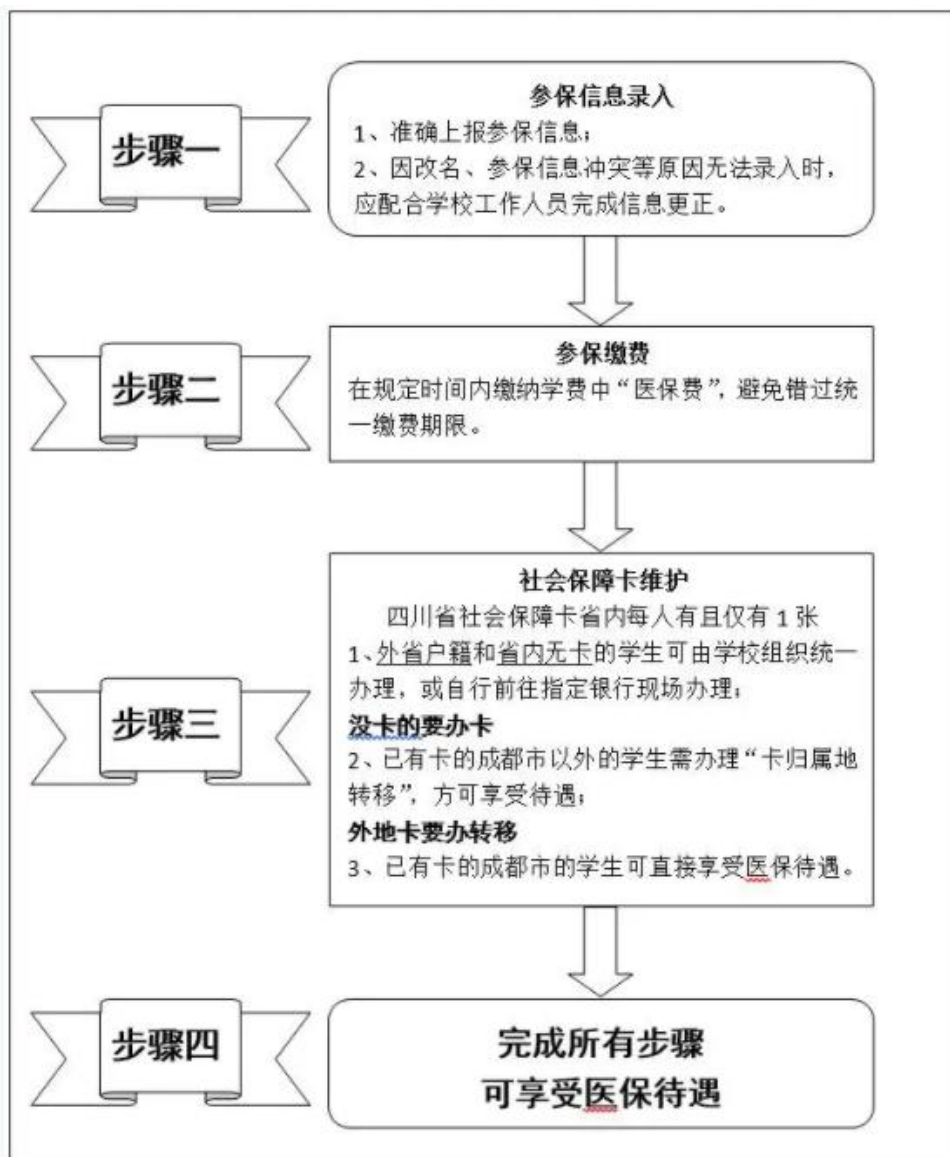 步骤一
参保信息录入
1、准确上报参保信息；
2、因改名、参保信息冲突等原因无法录入时，
应配合学校工作人员完成信息更正。
步骤二
参保缴费
在规定时间内缴纳学费中“医保费”，避免错过统
一缴费期限。
步骤三
社会保障卡维护
四川省社会保障卡省内每人有且仅有1张
1、外省户籍和省内无卡的学生可由学校组织统一
办理，或自行前往指定银行现场办理；
没卡的要办卡
2、已有卡的成都市以外的学生需办理“卡归属地
转移”，方可享受待遇；
外地卡要办转移
3、已有卡的成都市的学生可直接享受医保待遇。
步骤四
完成所有步骤
可享受医保待遇